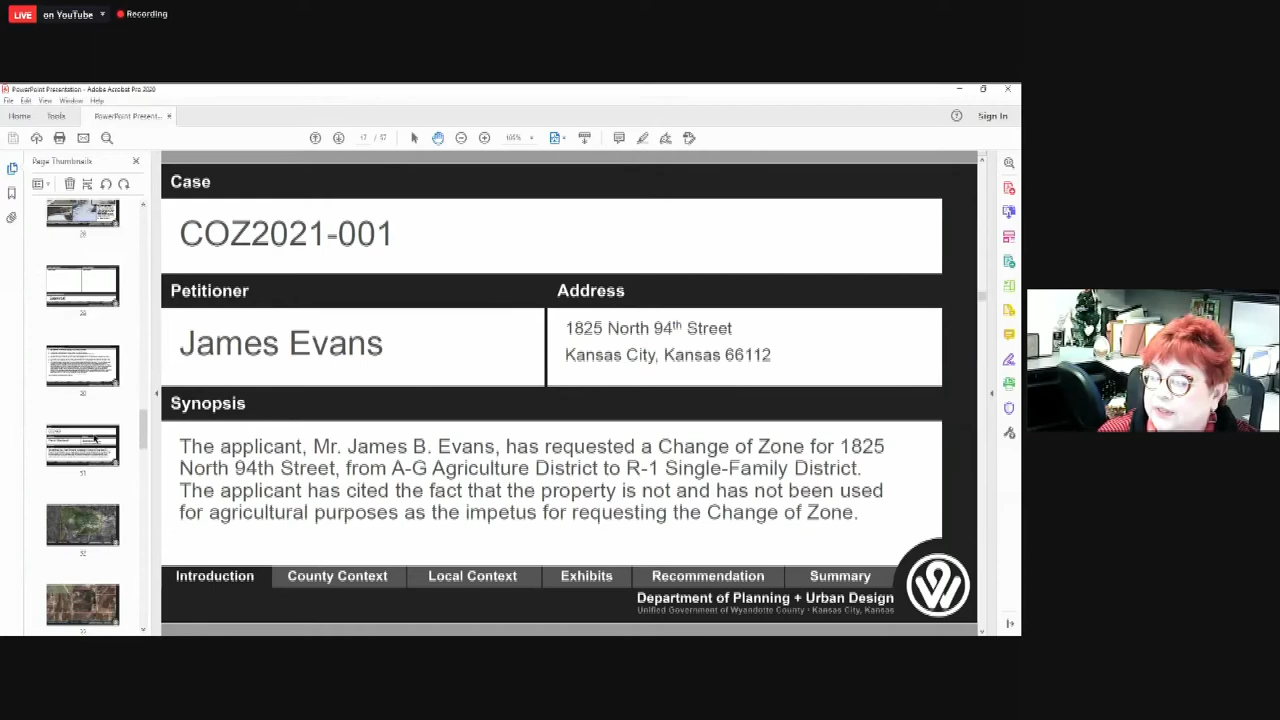 LIVE on YouTube Recording
PowerPoint Presentation - Adobe Acrobat Pro 2020
File Edit View Window Help
Home Tools PowerPoint Present... Sign In
17 / 57 105%
Page Thumbnails
Case
COZ2021-001
Petitioner Address
James Evans
1825 North 94th Street
Kansas City, Kansas 66112
Synopsis
The applicant, Mr. James B. Evans, has requested a Change of Zone for 1825
North 94th Street, from A-G Agriculture District to R-1 Single-Family District.
The applicant has cited the fact that the property is not and has not been used
for agricultural purposes as the impetus for requesting the Change of Zone.
Introduction County Context Local Context Exhibits Recommendation Summary
Department of Planning + Urban Design
Unified Government of Wyandotte County · Kansas City, Kansas